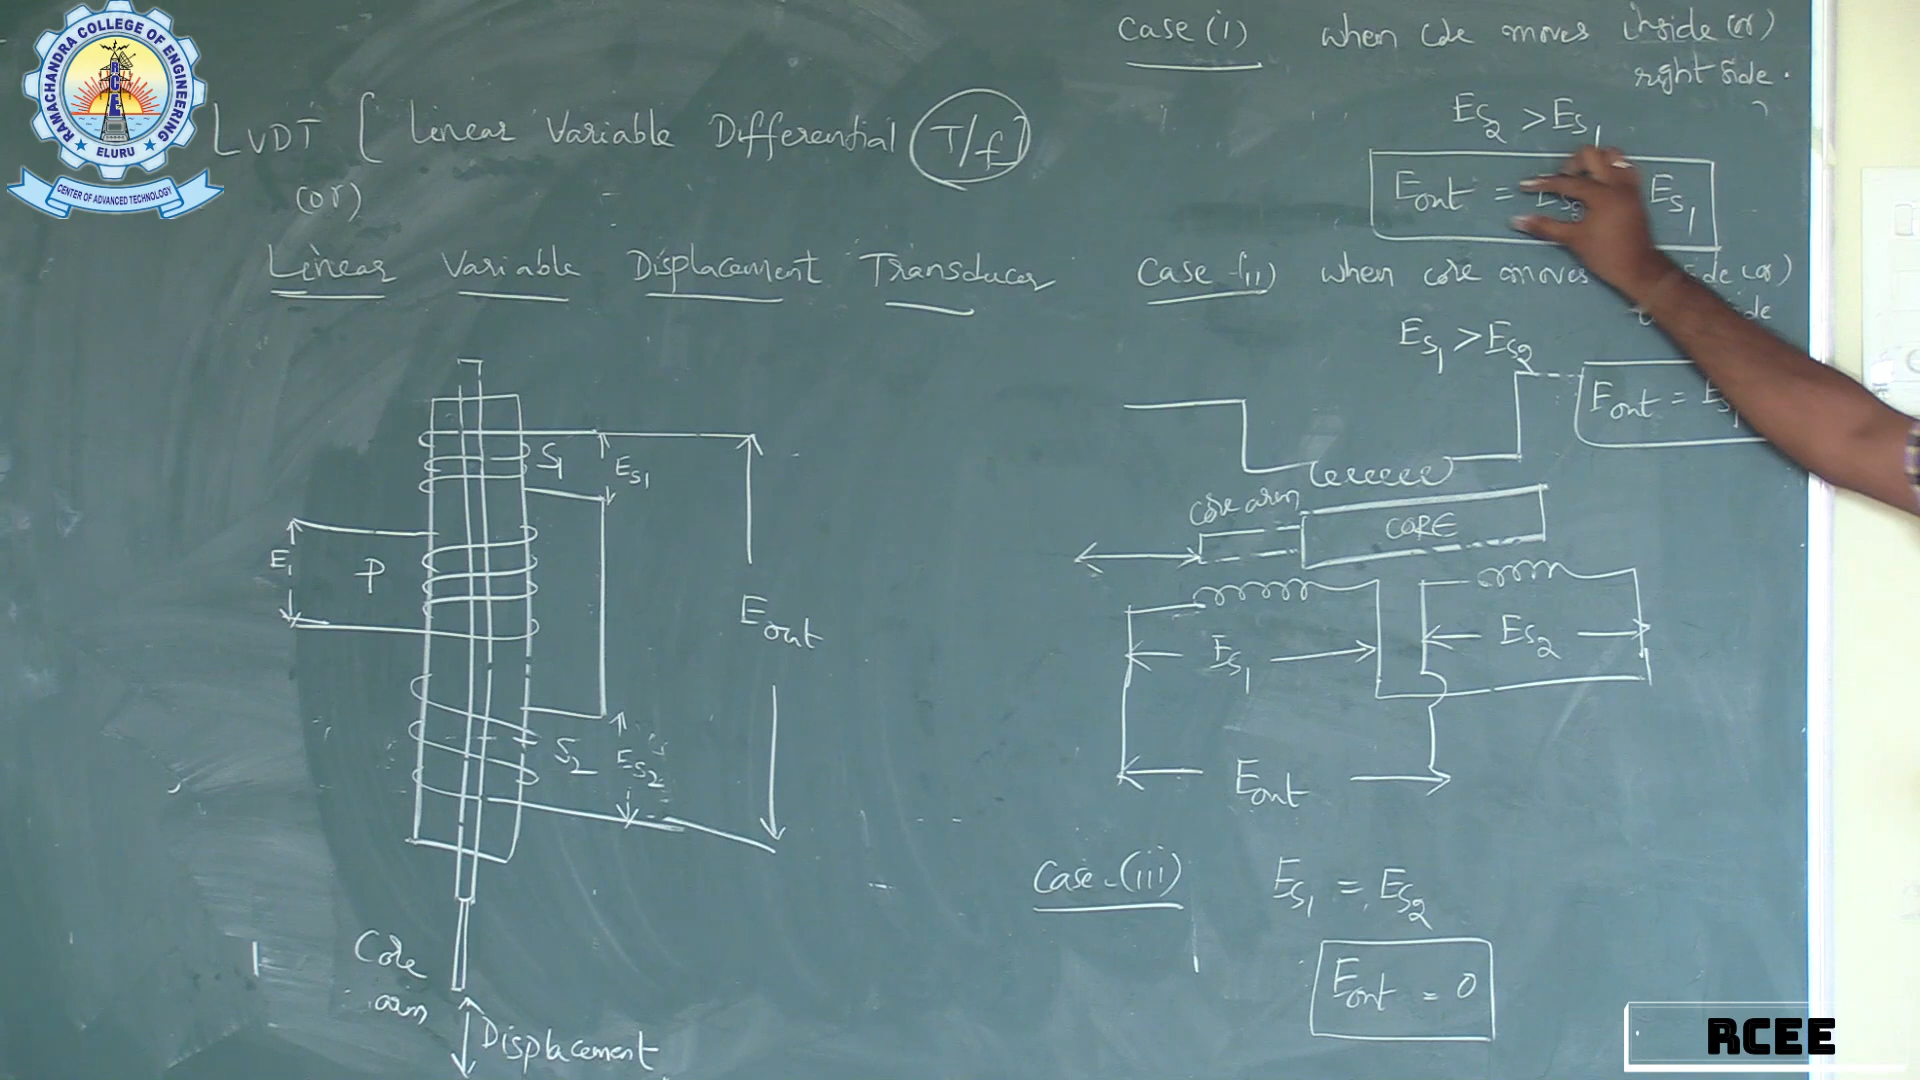 RAMACHANDRA COLLEGE OF ENGINEERING
RCE
ELURU
CENTER OF ADVANCED TECHNOLOGY
LVDT [ Linear Variable Differential T/f ]
(or)
Linear Variable Displacement Transducer
S1
ES1
E1
P
Eout
S2
ES2
Core
arm
Displacement
Case (i) when core moves inside (or)
right side.
ES2 > ES1
Eout = ES2 ES1
Case - (ii) when core moves
ES1 > ES2
Eout = ES1
core arm
CORE
ES1
ES2
Eout
Case - (iii) ES1 = ES2
Eout = 0
RCEE